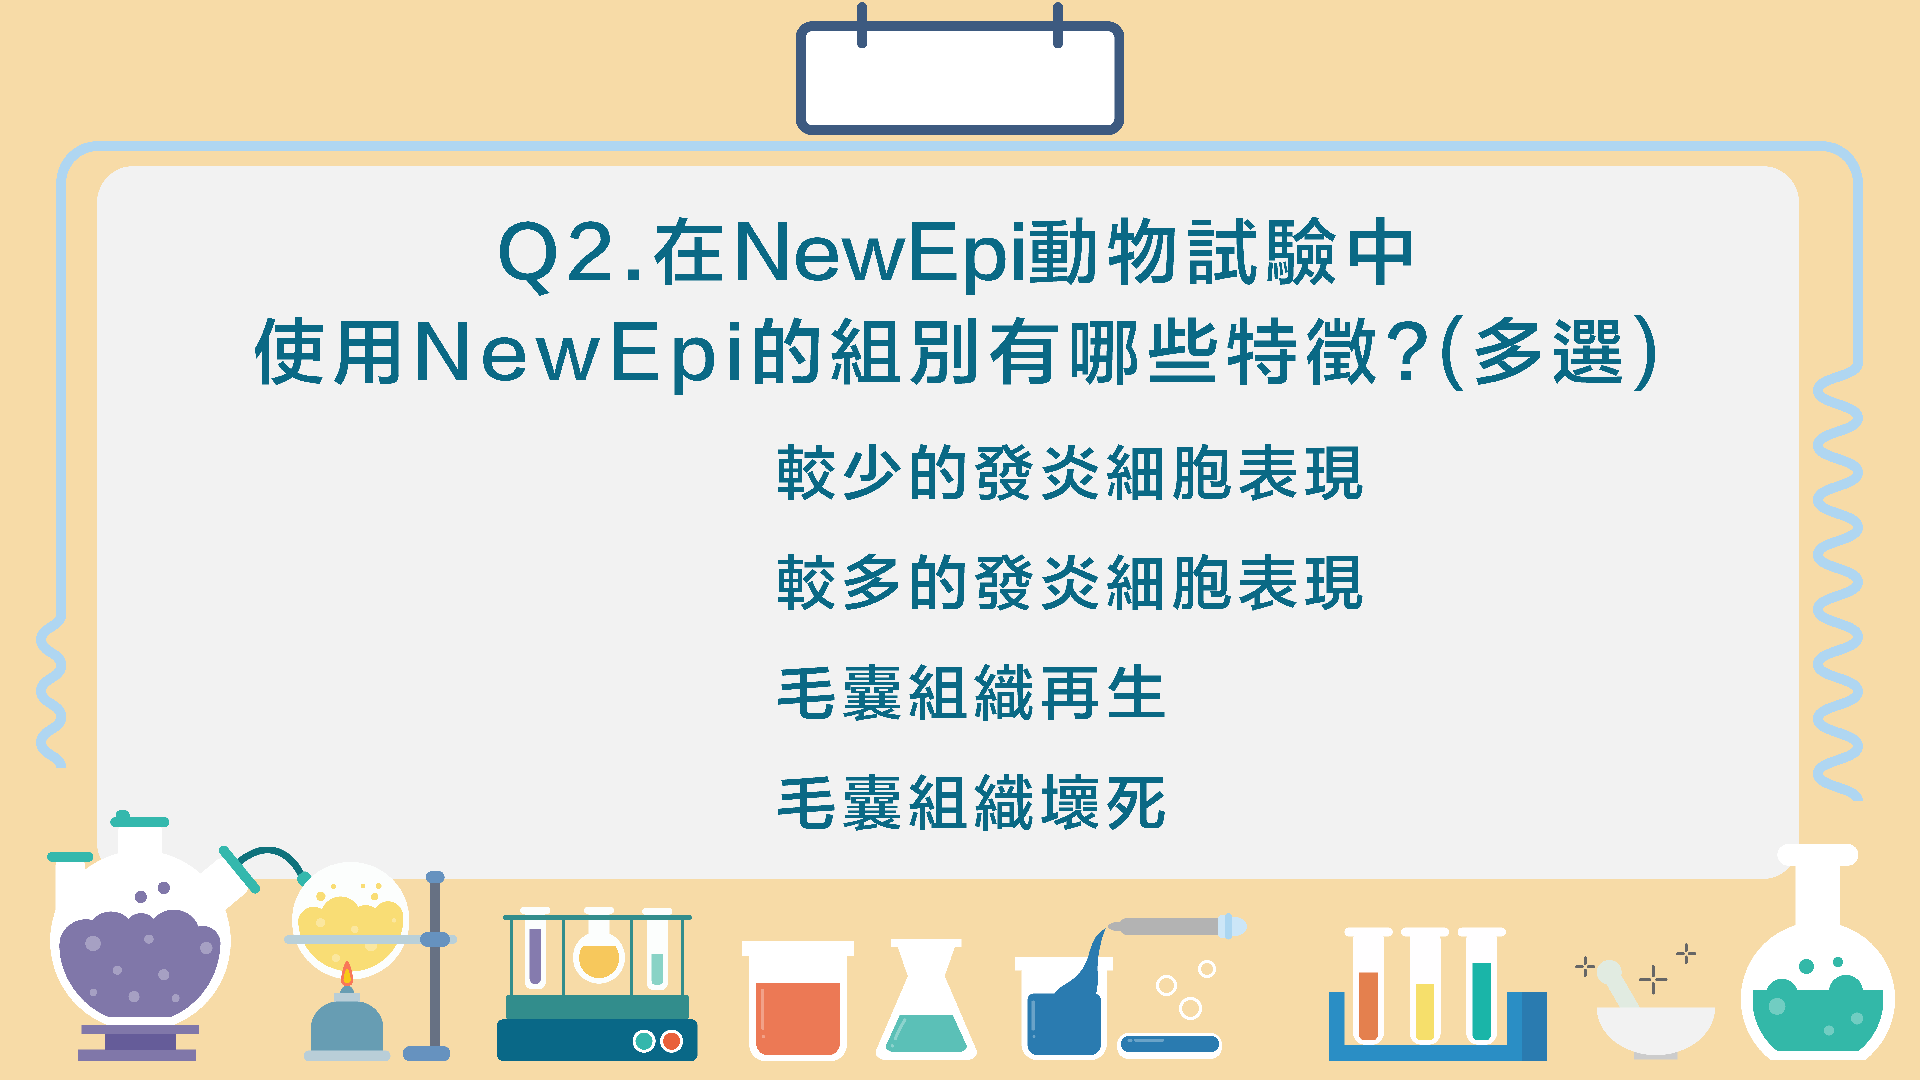 Q2.在NewEpi動物試驗中
使用NewEpi的組別有哪些特徵?(多選)
較少的發炎細胞表現
較多的發炎細胞表現
毛囊組織再生
毛囊組織壞死